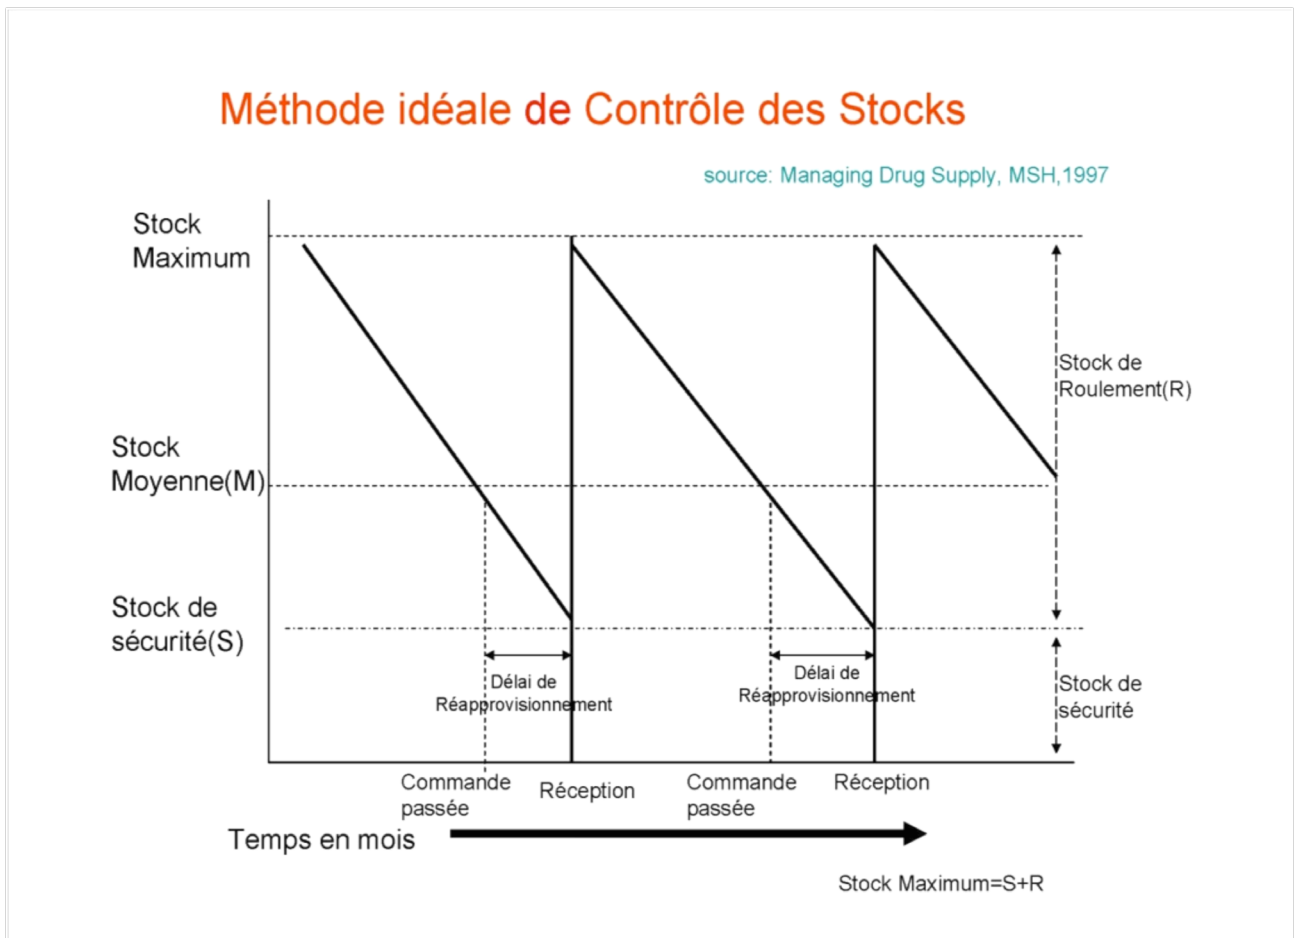 Méthode idéale de Contrôle des Stocks
source: Managing Drug Supply, MSH,1997
Stock
Maximum
Stock de
Roulement(R)
Stock
Moyenne(M)
Stock de
sécurité(S)
Délai de
Réapprovisionnement
Délai de
Réapprovisionnement
Stock de
sécurité
Commande
passée
Réception
Commande
passée
Réception
Temps en mois
Stock Maximum=S+R